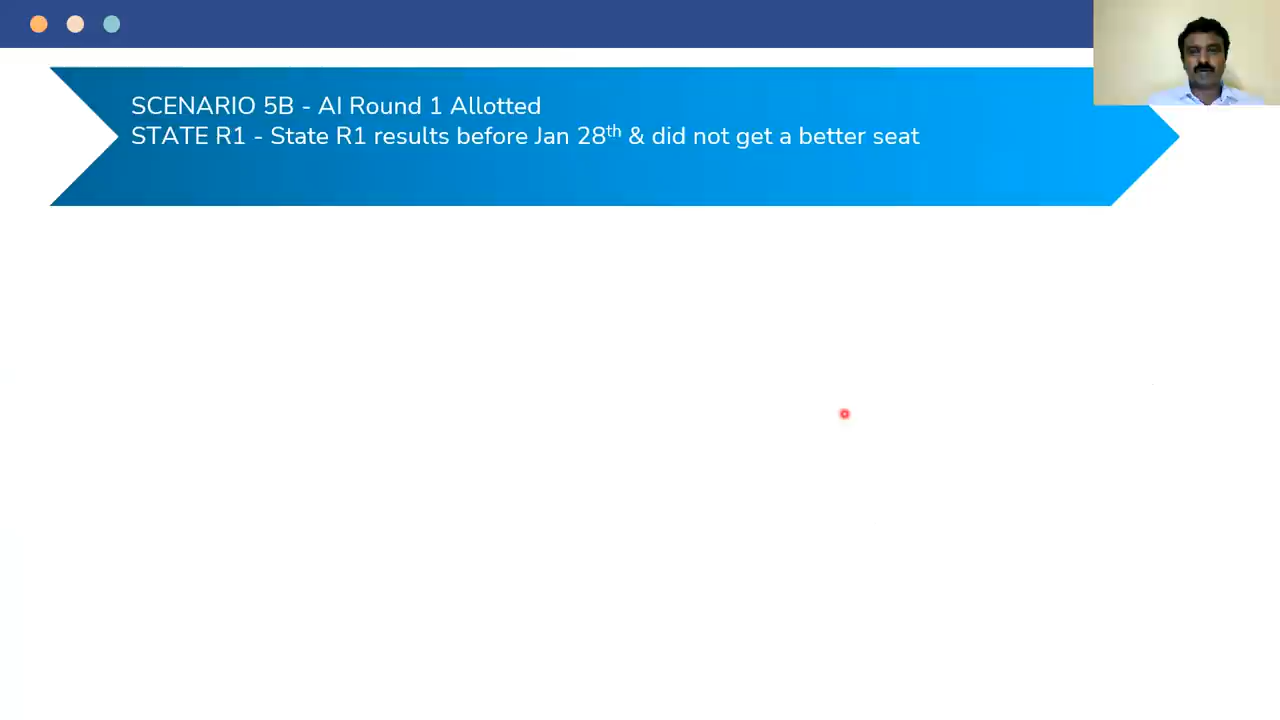 SCENARIO 5B - AI Round 1 Allotted
STATE R1 - State R1 results before Jan 28th & did not get a better seat